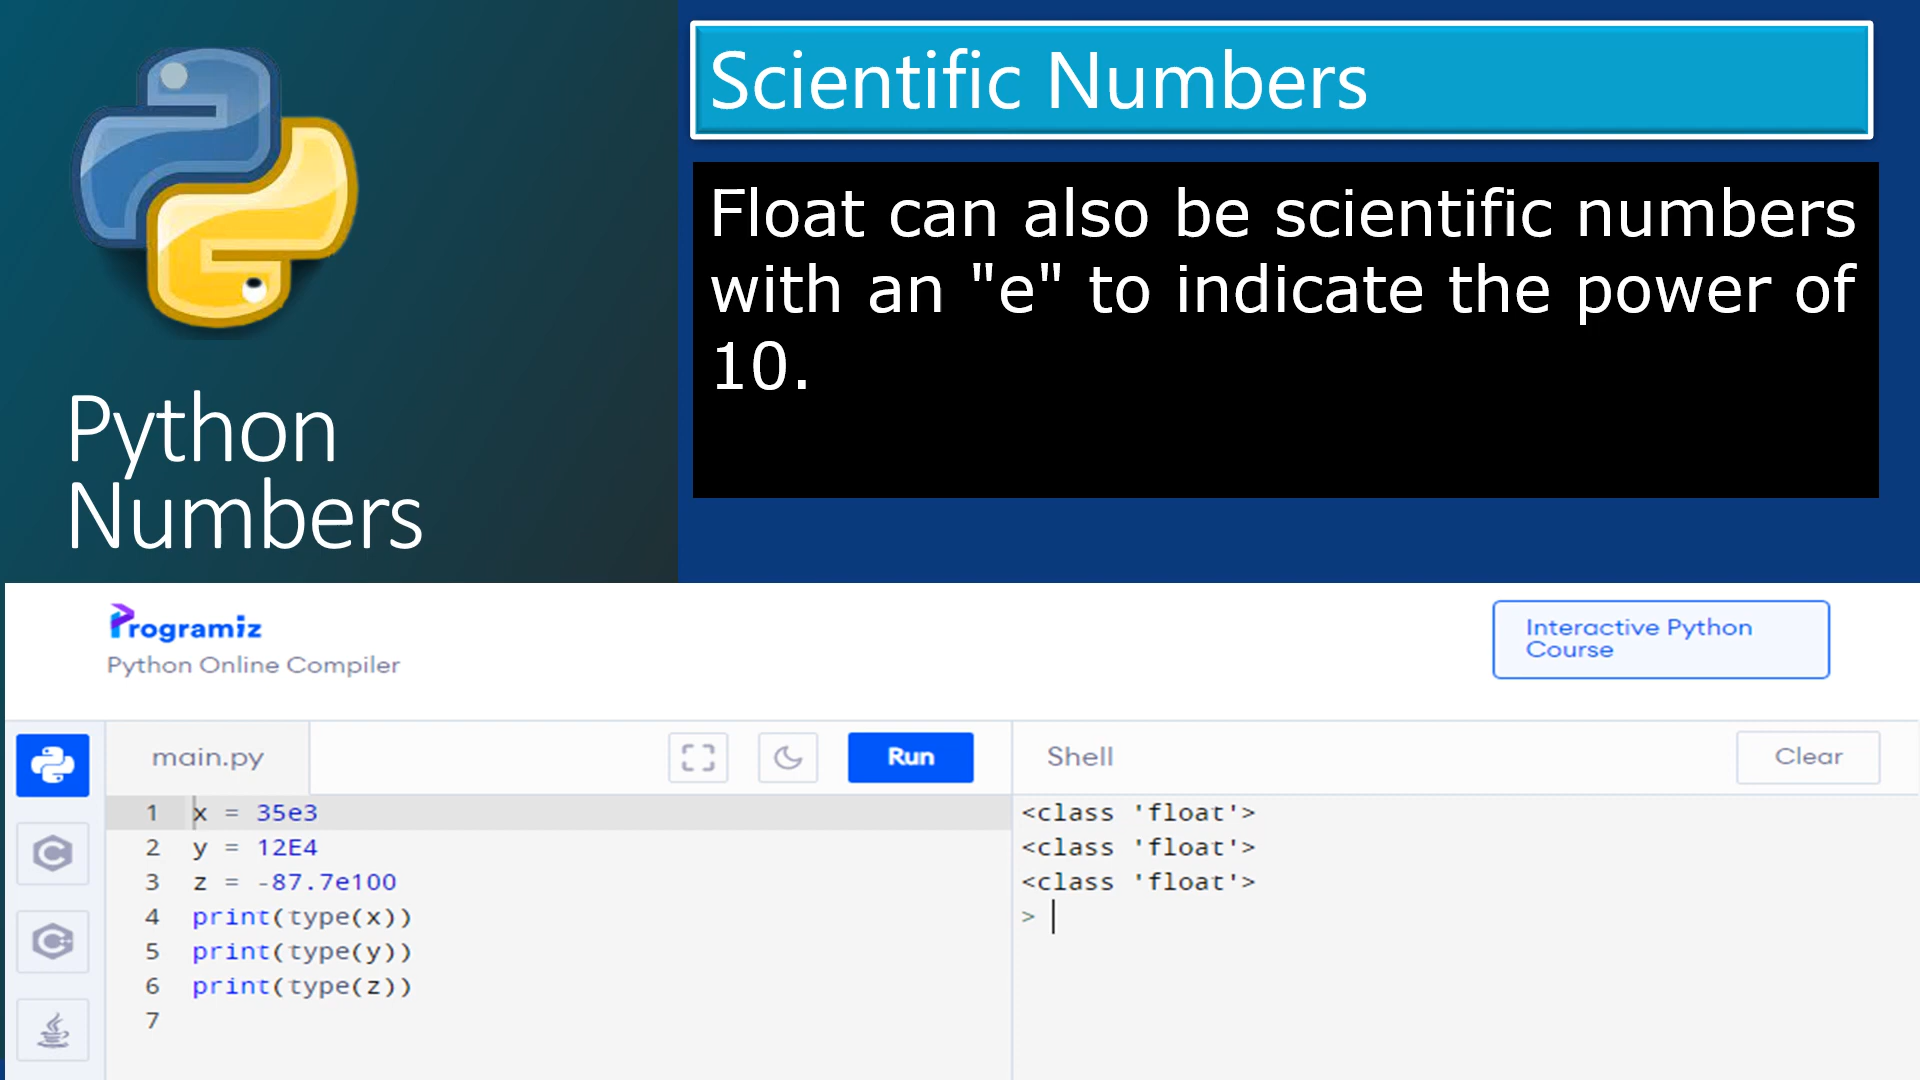 Python
Numbers
Scientific Numbers
Float can also be scientific numbers
with an "e" to indicate the power of
10.
Programiz
Python Online Compiler
Interactive Python
Course
main.py
Run
Shell
Clear
1 x = 35e3
2 y = 12E4
3 z = -87.7e100
4 print(type(x))
5 print(type(y))
6 print(type(z))
7
<class 'float'>
<class 'float'>
<class 'float'>
>